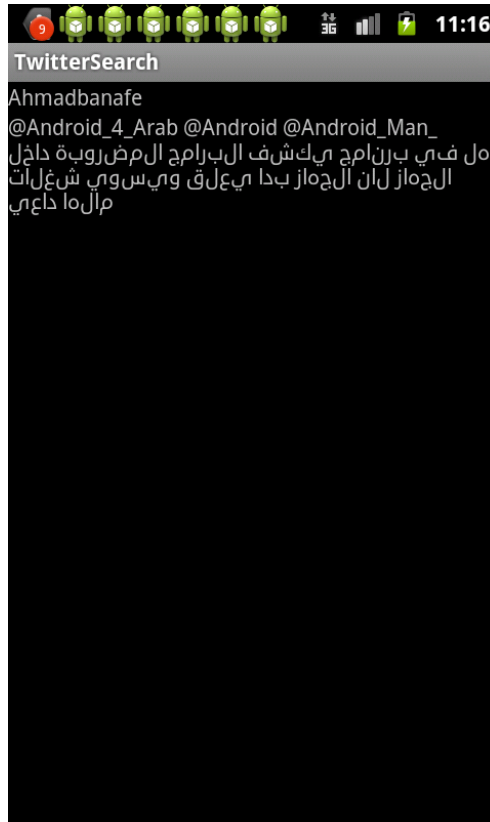 9
3G
11:16
TwitterSearch
Ahmadbanafe
@Android_4_Arab @Android @Android_Man_
هل في برنامج يكشف البرامج المضروبة داخل
الجهاز لان الجهاز بدا يعلق ويسوي شغلات
مالها داعي